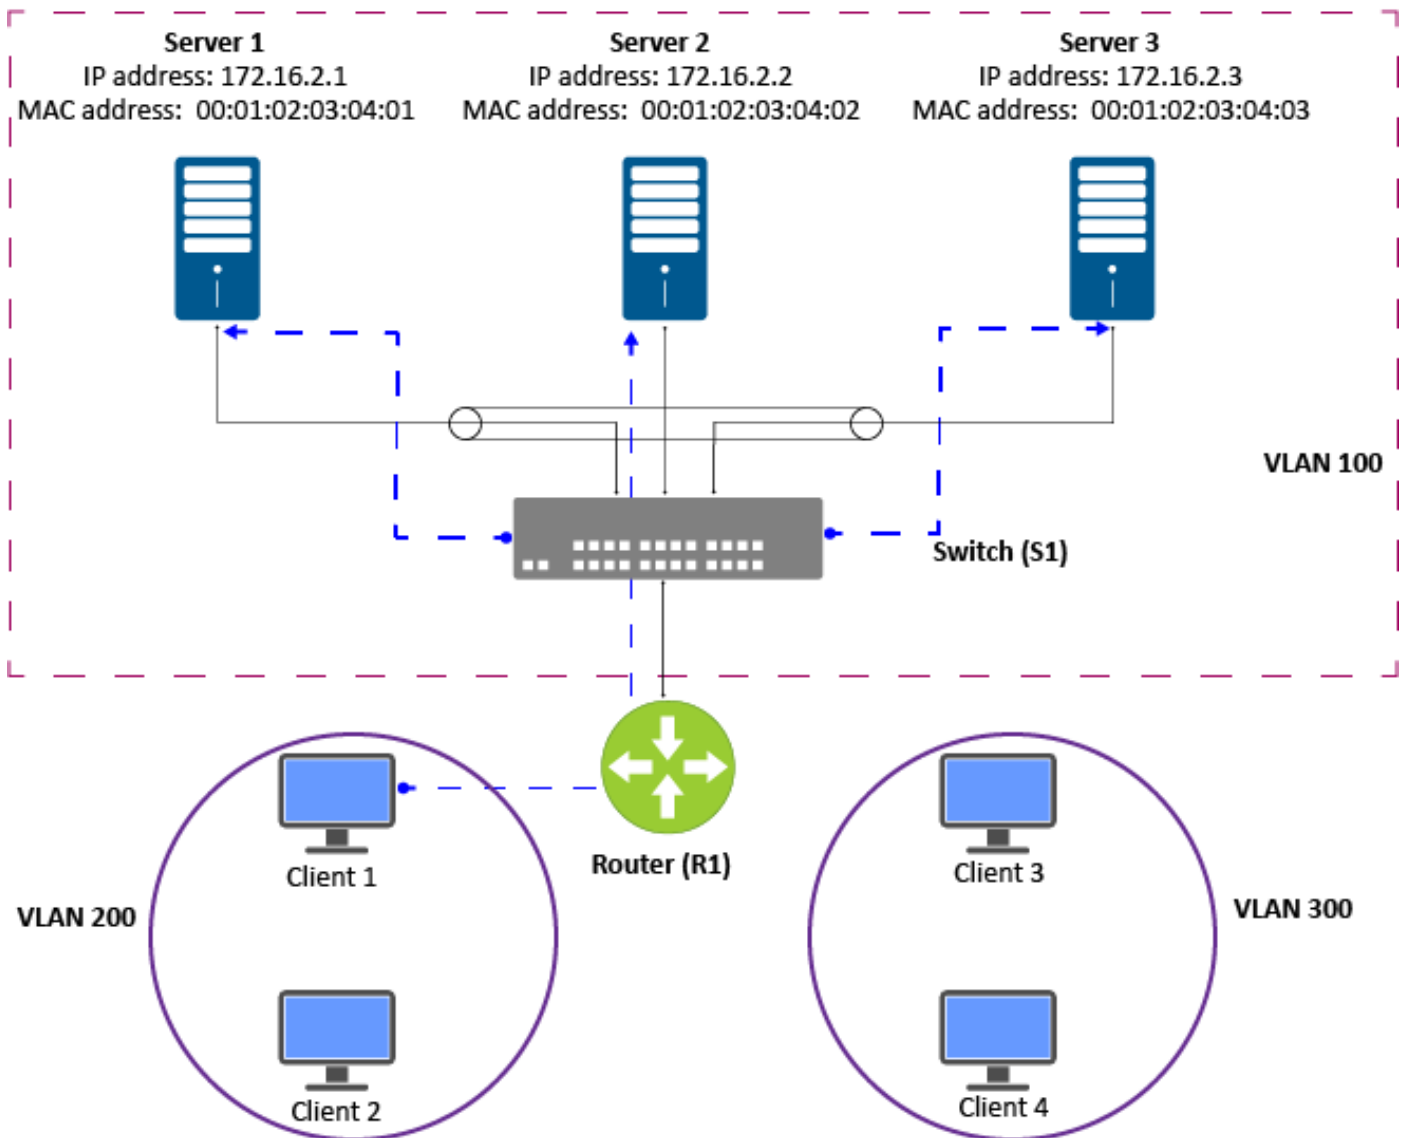 Server 1
IP address: 172.16.2.1
MAC address:  00:01:02:03:04:01
Server 2
IP address: 172.16.2.2
MAC address:  00:01:02:03:04:02
Server 3
IP address: 172.16.2.3
MAC address:  00:01:02:03:04:03
VLAN 100
Switch (S1)
Router (R1)
Client 1
VLAN 200
Client 2
Client 3
VLAN 300
Client 4